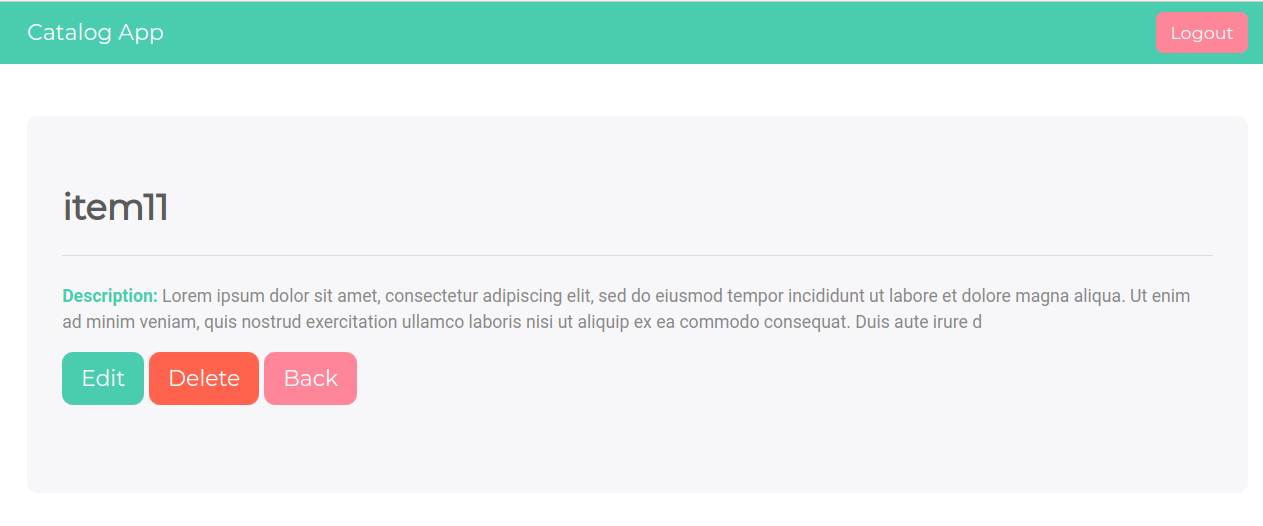 Catalog App
Logout
item11
Description: Lorem ipsum dolor sit amet, consectetur adipiscing elit, sed do eiusmod tempor incididunt ut labore et dolore magna aliqua. Ut enim
ad minim veniam, quis nostrud exercitation ullamco laboris nisi ut aliquip ex ea commodo consequat. Duis aute irure d
Edit
Delete
Back